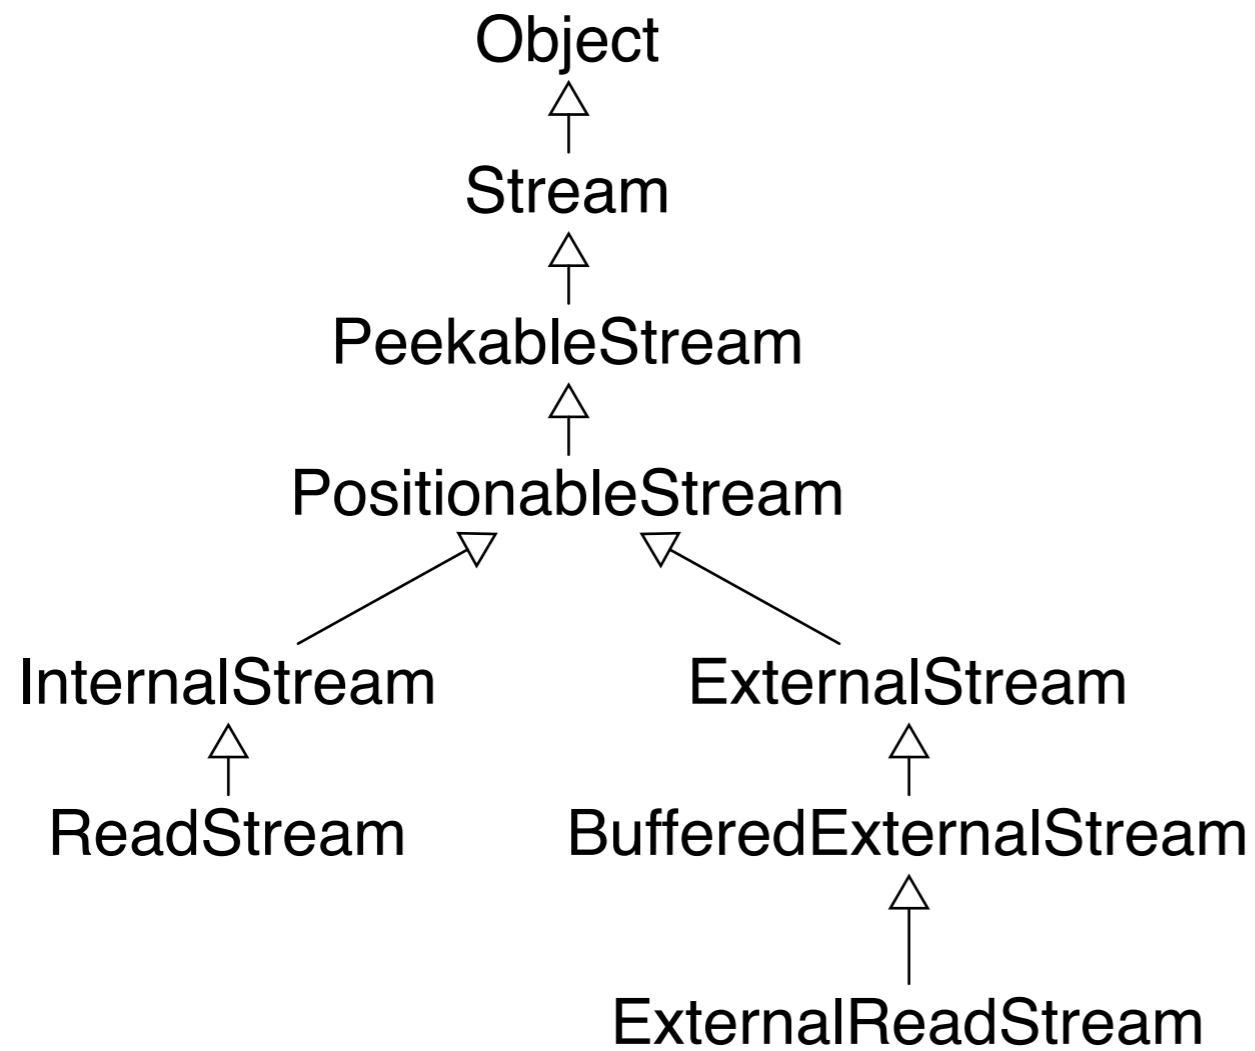 Object
Stream
PeekableStream
PositionableStream
InternalStream
ExternalStream
ReadStream
BufferedExternalStream
ExternalReadStream